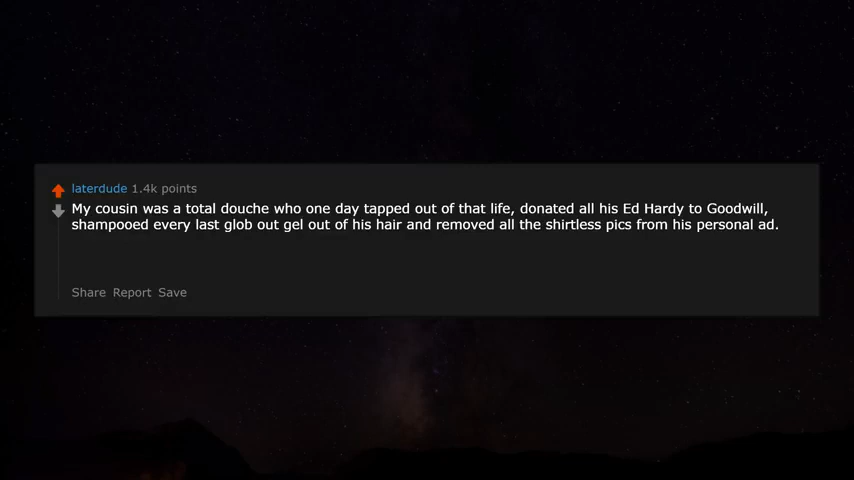 laterdude 1.4k points
My cousin was a total douche who one day tapped out of that life, donated all his Ed Hardy to Goodwill,
shampooed every last glob out gel out of his hair and removed all the shirtless pics from his personal ad.
Share Report Save